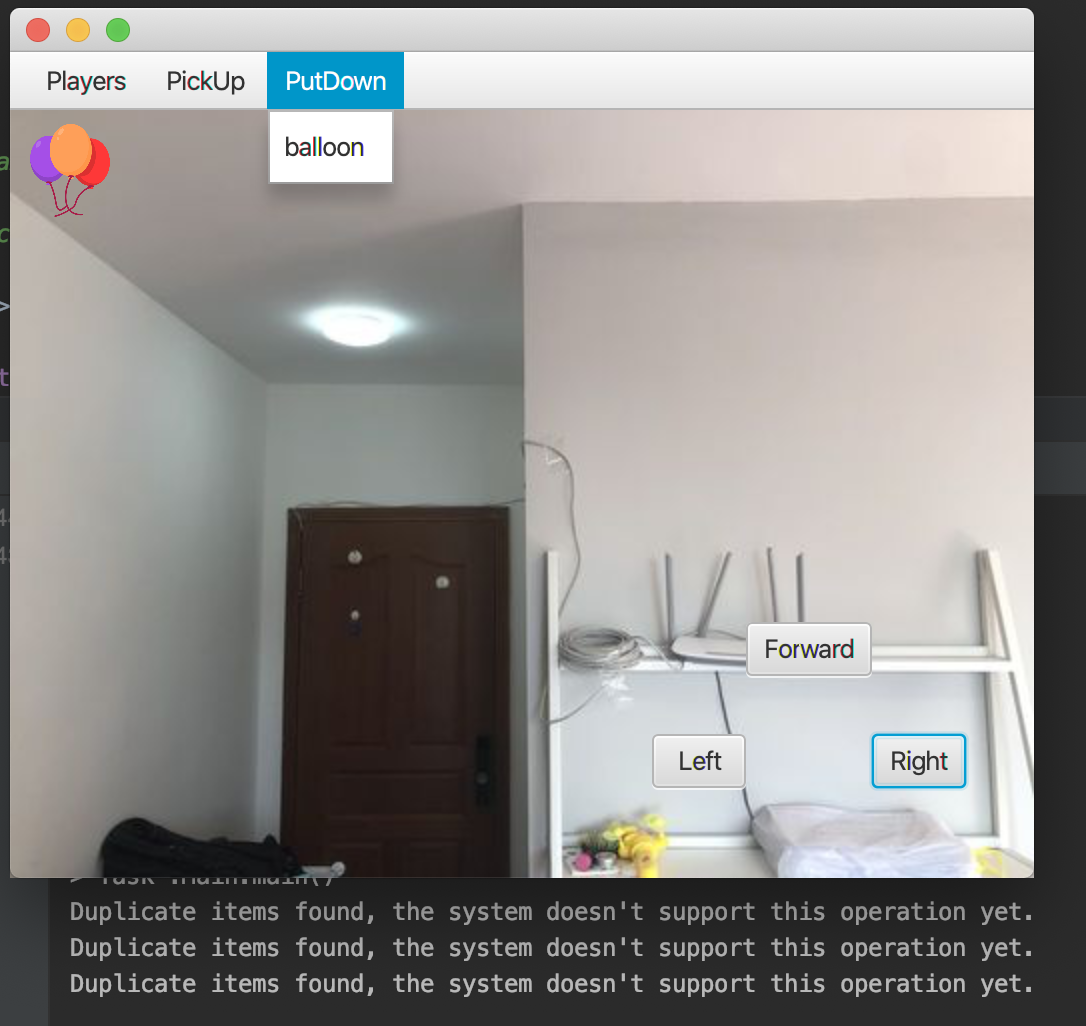 Players PickUp PutDown
balloon
Forward
Left Right
> Task :Main.main()
Duplicate items found, the system doesn't support this operation yet.
Duplicate items found, the system doesn't support this operation yet.
Duplicate items found, the system doesn't support this operation yet.